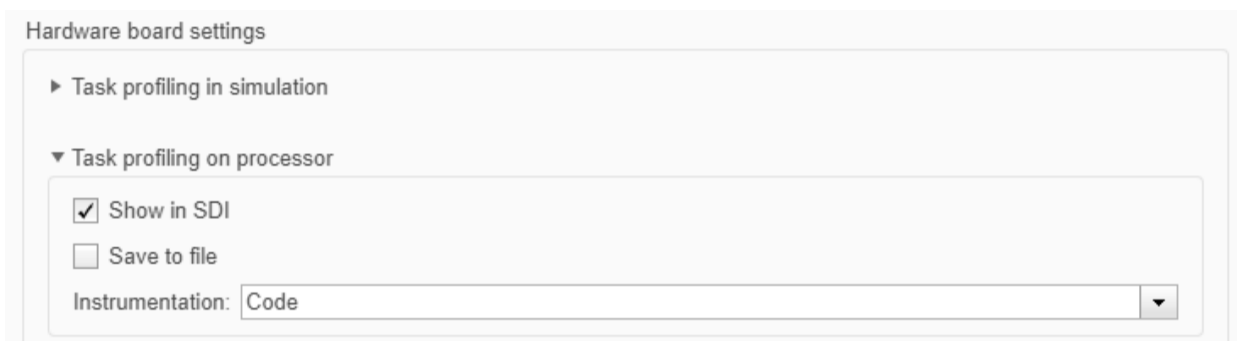 Hardware board settings
Task profiling in simulation
Task profiling on processor
Show in SDI
Save to file
Instrumentation: Code